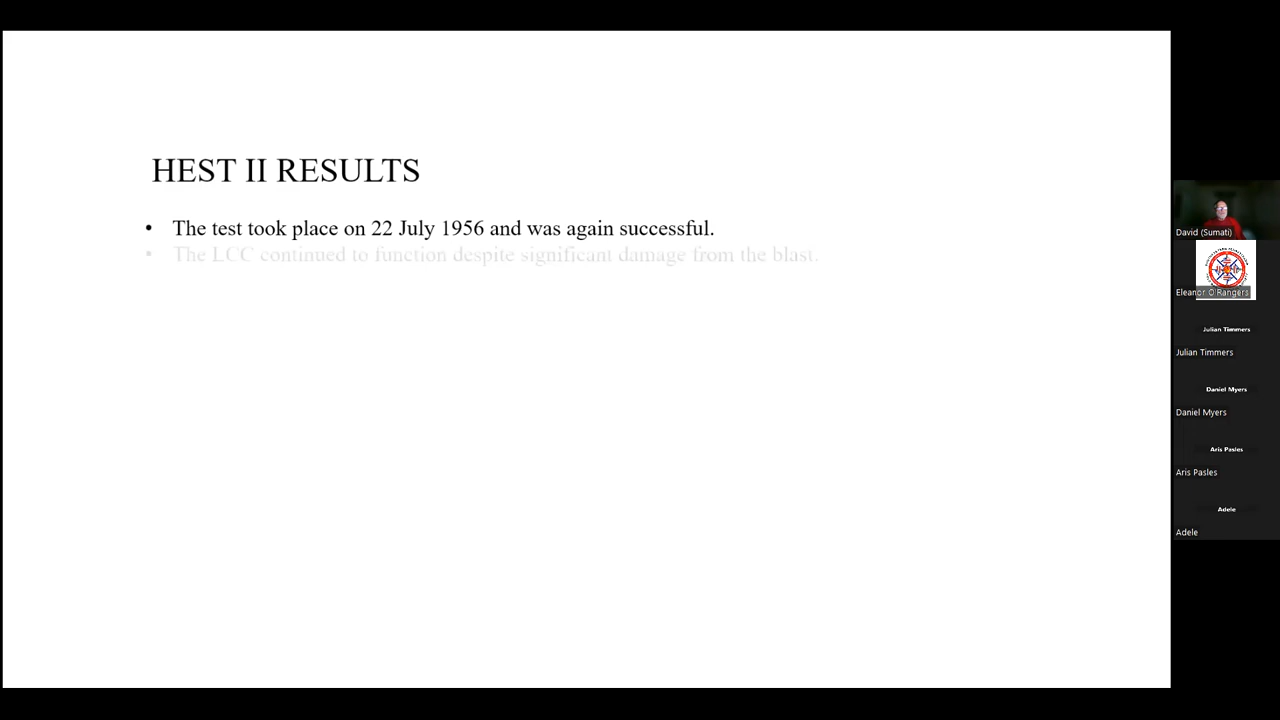 HEST II RESULTS
• The test took place on 22 July 1956 and was again successful.
• The LCC continued to function despite significant damage from the blast.
David (Sumati)
Eleanor O'Rangers
Julian Timmers
Julian Timmers
Daniel Myers
Daniel Myers
Aris Pasles
Aris Pasles
Adele
Adele